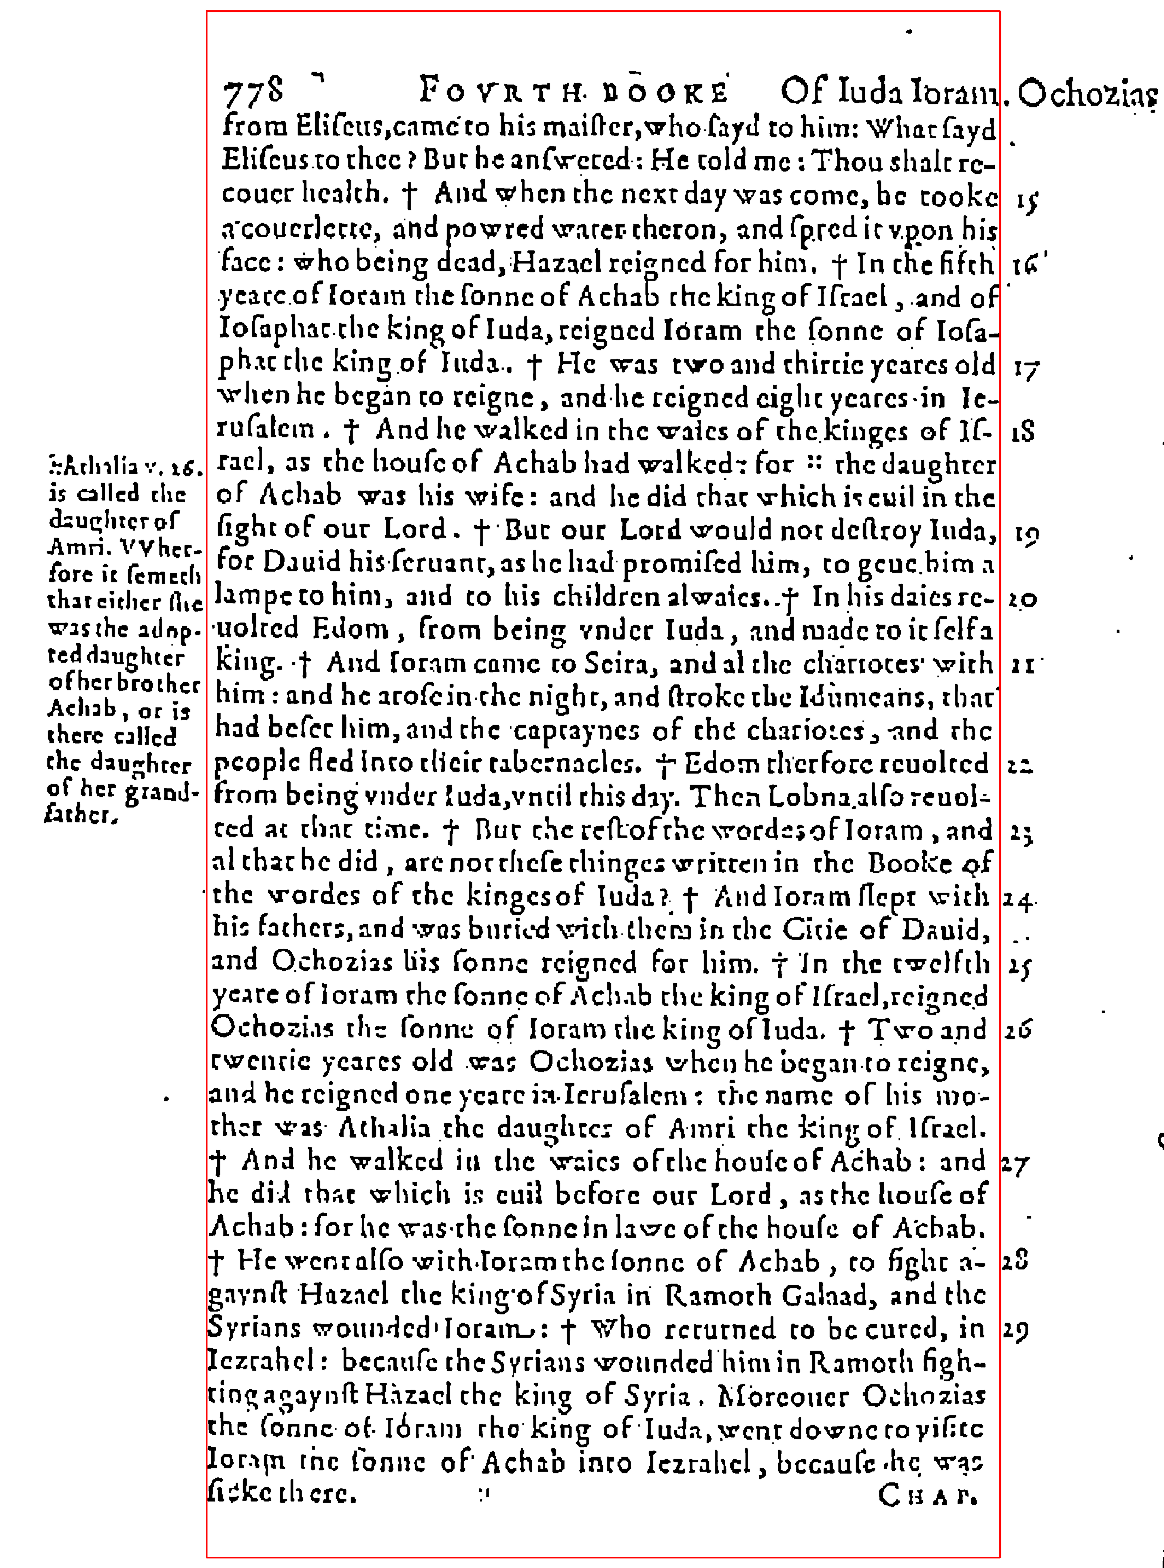 778 FOVRTH BOOKE Of Iuda Ioram. Ochozias
from Eliſeus, came to his maiſter, who ſayd to him: What ſayd
Eliſeus to thee? But he anſwered: He told me: Thou shalt re-
couer health. † And when the next day was come, he tooke 15
a couerlette, and powred water theron, and ſpred it vpon his
face: who being dead, Hazael reigned for him. † In the fifth 16
yeare of Ioram the ſonne of Achab the king of Iſrael, and of
Ioſaphat the king of Iuda, reigned Ioram the ſonne of Ioſa-
phat the king of Iuda. † He was two and thirtie yeares old 17
when he began to reigne, and he reigned eight yeares in Ie-
ruſalem. † And he walked in the waies of the kinges of Iſ- 18
rael, as the houſe of Achab had walked: for :: the daughter
of Achab was his wife: and he did that which is euil in the
ſight of our Lord. † But our Lord would not deſtroy Iuda, 19
for Dauid his ſeruant, as he had promiſed him, to geue him a
lampe to him, and to his children alwaies. † In his daies re- 20
uolted Edom, from being vnder Iuda, and made to it ſelf a
king. † And Ioram came to Seira, and al the chariotes with 21
him: and he aroſe in the night, and ſtroke the Idumeans, that
had beſet him, and the captaynes of the chariotes, and the
people fled into their tabernacles. † Edom therfore reuolted 22
from being vnder Iuda, vntil this day. Then Lobna alſo reuol-
ted at that time. † But the reſt of the wordes of Ioram, and 23
al that he did, are not theſe thinges written in the Booke of
the wordes of the kinges of Iuda? † And Ioram ſlept with 24
his fathers, and was buried with them in the Citie of Dauid,
and Ochozias his ſonne reigned for him. † In the twelfth 25
yeare of Ioram the ſonne of Achab the king of Iſrael, reigned
Ochozias the ſonne of Ioram the king of Iuda. † Two and 26
twentie yeares old was Ochozias when he began to reigne,
and he reigned one yeare in Ieruſalem: the name of his mo-
ther was Athalia the daughter of Amri the king of Iſrael.
† And he walked in the waies of the houſe of Achab: and 27
he did that which is euil before our Lord, as the houſe of
Achab: for he was the ſonne in lawe of the houſe of Achab.
† He went alſo with Ioram the ſonne of Achab, to fight a- 28
gaynſt Hazael the king of Syria in Ramoth Galaad, and the
Syrians wounded Ioram: † Who returned to be cured, in 29
Iezrahel: becauſe the Syrians wounded him in Ramoth figh-
ting agaynſt Hazael the king of Syria. Moreouer Ochozias
the ſonne of Ioram the king of Iuda, went downe to viſite
Ioram the ſonne of Achab into Iezrahel, becauſe he was
ſicke there.
CHAP.
::Athalia v. 26.
is called the
daughter of
Amri. VVher-
fore it ſemeth
that either ſhe
was the adop-
ted daughter
of her brother
Achab, or is
there called
the daughter
of her grand-
father.